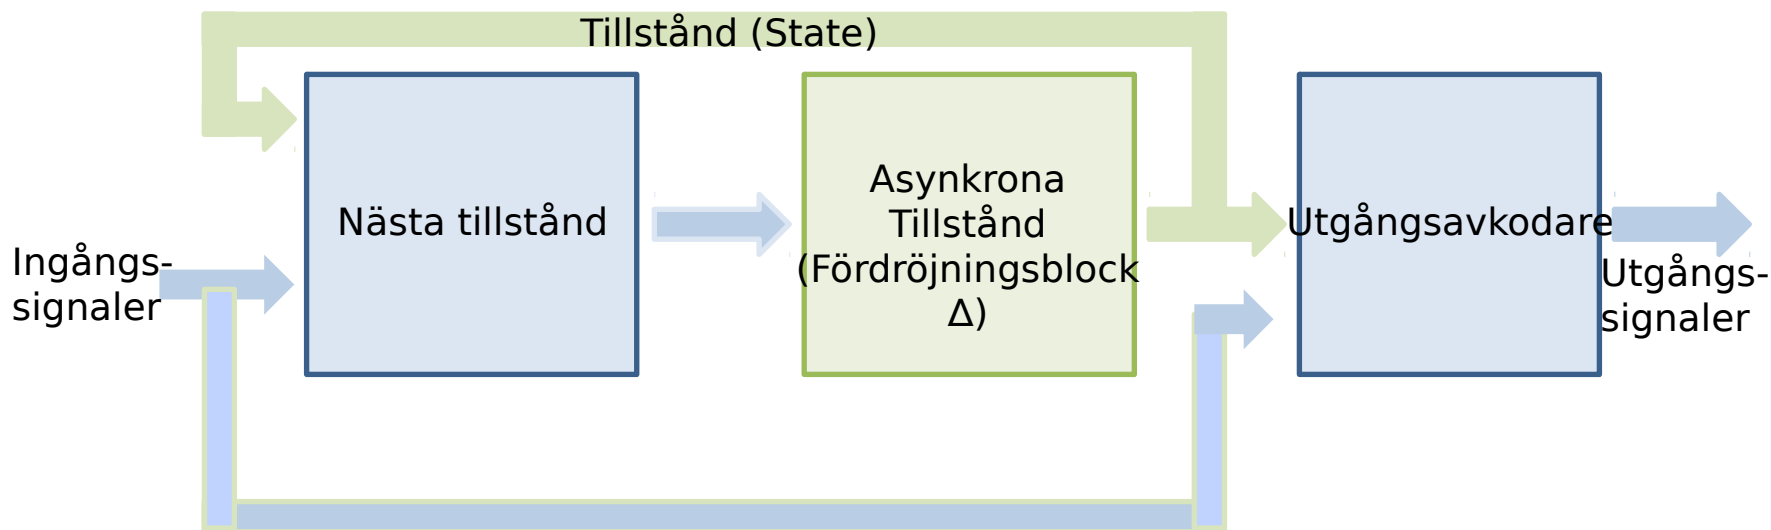 Tillstånd (State)
Nästa tillstånd
Asynkrona
Tillstånd
(Fördröjningsblock
Δ)
Utgångsavkodare
Ingångs-
signaler
Utgångs-
signaler